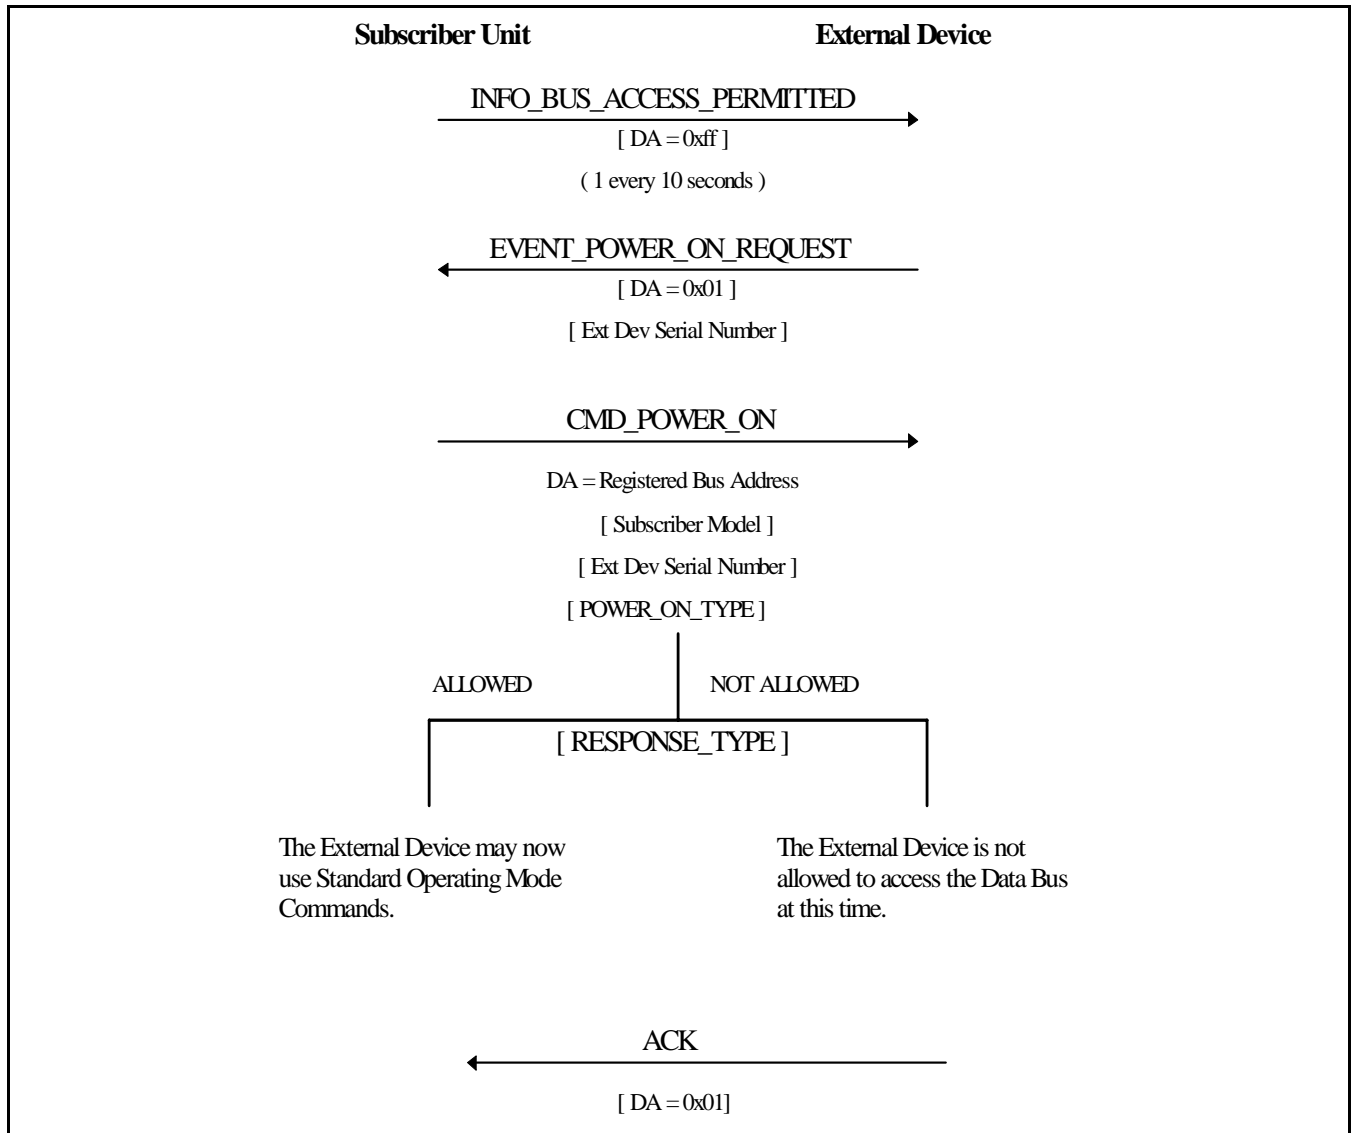 Subscriber Unit External Device
INFO_BUS_ACCESS_PERMITTED
[ DA = 0xff ]
( 1 every 10 seconds )
EVENT_POWER_ON_REQUEST
[ DA = 0x01 ]
[ Ext Dev Serial Number ]
CMD_POWER_ON
DA = Registered Bus Address
[ Subscriber Model ]
[ Ext Dev Serial Number ]
[ POWER_ON_TYPE ]
ALLOWED NOT ALLOWED
[ RESPONSE_TYPE ]
The External Device may now
use Standard Operating Mode
Commands.
The External Device is not
allowed to access the Data Bus
at this time.
ACK
[ DA = 0x01]